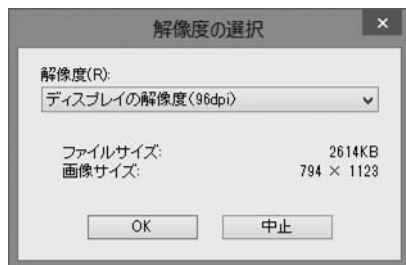 解像度の選択
解像度(R):
ディスプレイの解像度(96dpi)
ファイルサイズ: 2614KB
画像サイズ: 794 × 1123
OK 中止